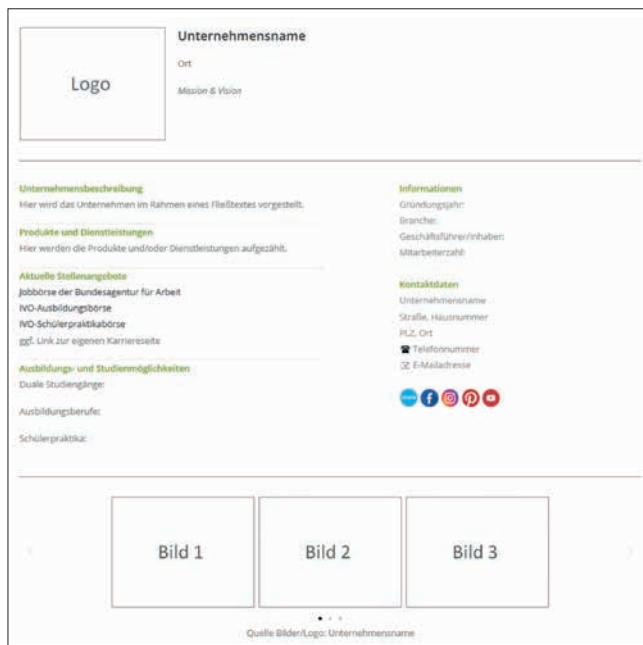 Logo
Unternehmensname
Ort
Mission & Vision
Unternehmensbeschreibung
Hier wird das Unternehmen im Rahmen eines Fließtextes vorgestellt.
Produkte und Dienstleistungen
Hier werden die Produkte und/oder Dienstleistungen aufgezählt.
Aktuelle Stellenangebote
Jobbörse der Bundesagentur für Arbeit
IVO-Ausbildungsbörse
IVO-Schülerpraktikabörse
ggf. Link zur eigenen Karriereseite
Ausbildungs- und Studienmöglichkeiten
Duale Studiengänge:
Ausbildungsberufe:
Schülerpraktika:
Informationen
Gründungsjahr:
Branche:
Geschäftsführer/Inhaber:
Mitarbeiterzahl:
Kontaktdaten
Unternehmensname
Straße, Hausnummer
PLZ, Ort
Telefonnummer
E-Mailadresse
Bild 1
Bild 2
Bild 3
Quelle Bilder/Logo: Unternehmensname